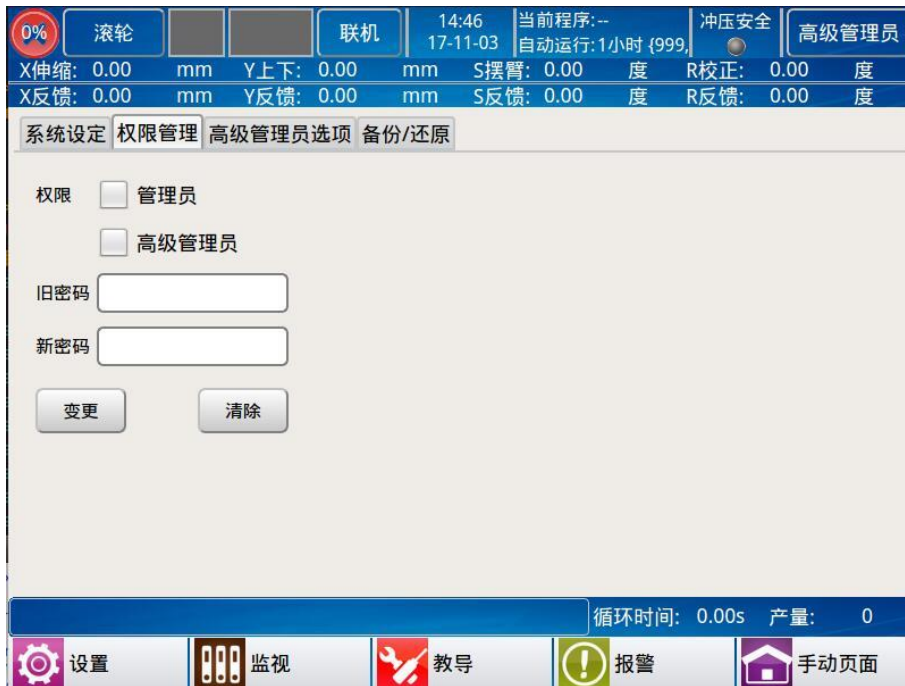 0% 滚轮 联机 14:46 当前程序:-- 冲压安全 高级管理员
17-11-03 自动运行:1小时 {999,
X伸缩: 0.00 mm Y上下: 0.00 mm S摆臂: 0.00 度 R校正: 0.00 度
X反馈: 0.00 mm Y反馈: 0.00 mm S反馈: 0.00 度 R反馈: 0.00 度
系统设定 权限管理 高级管理员选项 备份/还原
权限 管理员
高级管理员
旧密码
新密码
变更 清除
循环时间: 0.00s 产量: 0
设置 监视 教导 报警 手动页面